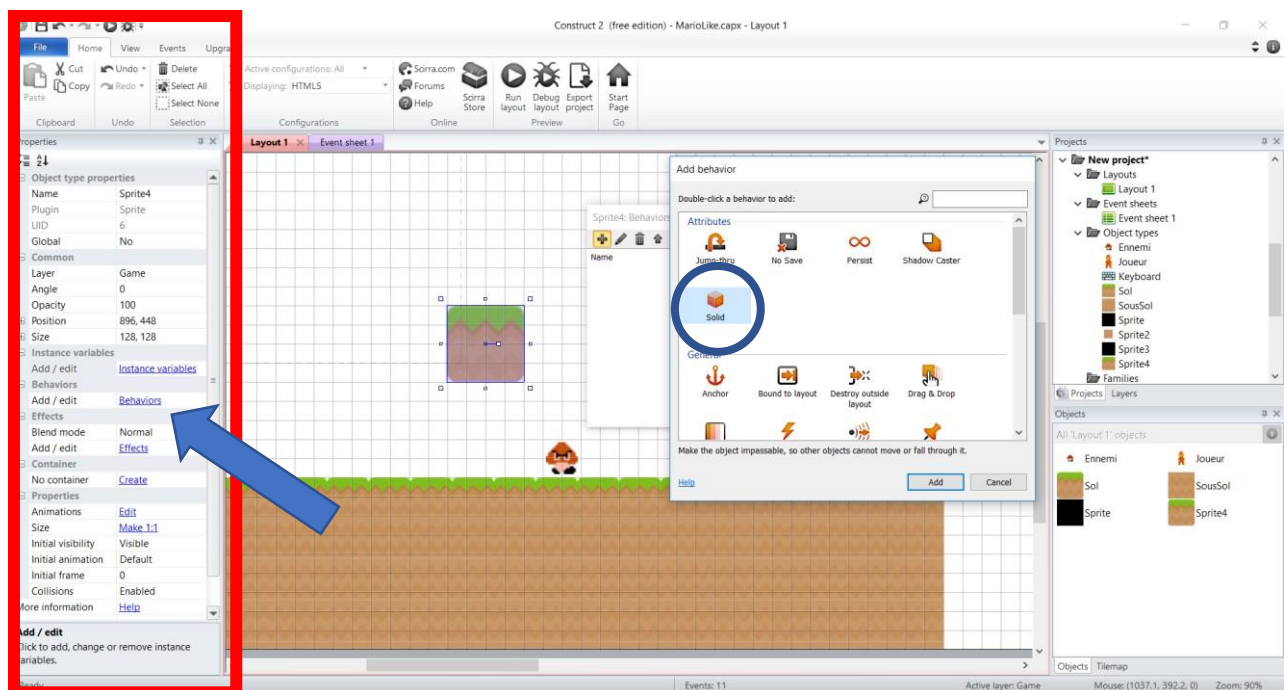 Construct 2 (free edition) - MarioLike.capx - Layout 1
File Home View Events Upgra
Paste
Cut
Copy
Clipboard
Undo
Redo
Undo
Delete
Select All
Select None
Selection
Active configurations: All
Displaying: HTML5
Configurations
Scirra.com
Forums
Help
Scirra Store
Online
Run layout
Debug layout
Export project
Preview
Start Page
Go
Properties
Object type properties
Name Sprite4
Plugin Sprite
UID 6
Global No
Common
Layer Game
Angle 0
Opacity 100
Position 896, 448
Size 128, 128
Instance variables
Add / edit Instance variables
Behaviors
Add / edit Behaviors
Effects
Blend mode Normal
Add / edit Effects
Container
No container Create
Properties
Animations Edit
Size Make 1:1
Initial visibility Visible
Initial animation Default
Initial frame 0
Collisions Enabled
More information Help
Add / edit
Click to add, change or remove instance
variables.
Layout 1 Event sheet 1
Sprite4: Behaviors
Name
Add behavior
Double-click a behavior to add:
Attributes
Jump-thru No Save Persist Shadow Caster
Solid
General
Anchor Bound to layout Destroy outside Drag & Drop
layout
Make the object impassable, so other objects cannot move or fall through it.
Help Add Cancel
Projects
New project*
Layouts
Layout 1
Event sheets
Event sheet 1
Object types
Ennemi
Joueur
Keyboard
Sol
SousSol
Sprite
Sprite2
Sprite3
Sprite4
Families
Projects Layers
Objects
All 'Layout 1' objects
Ennemi Joueur
Sol SousSol
Sprite Sprite4
Objects Tilemap
Ready Events: 11 Active layer: Game Mouse: (1037.1, 392.2, 0) Zoom: 90%